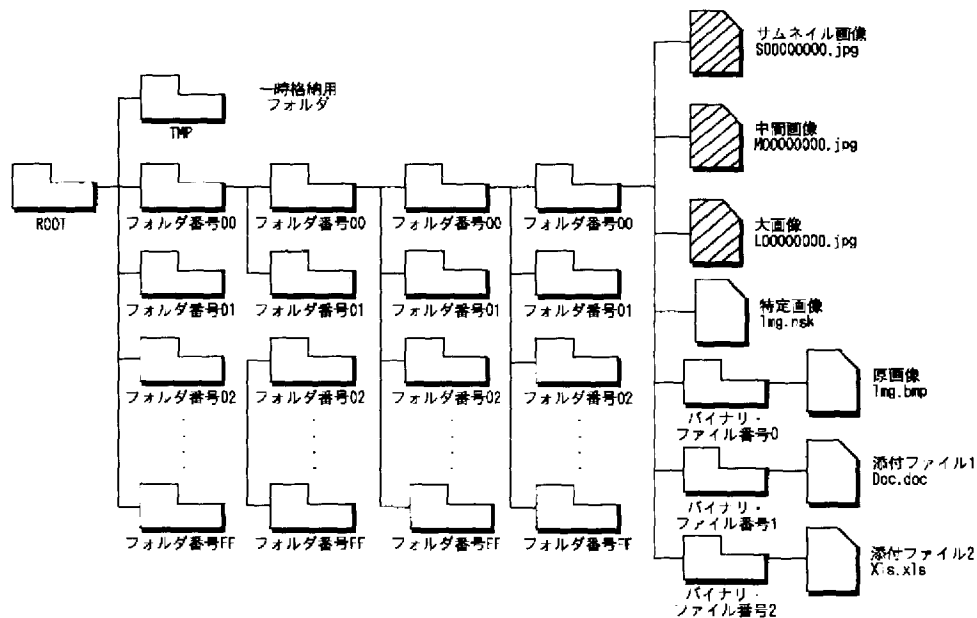 サムネイル画像
S00000000.jpg
一時格納用
フォルダ
TMP
中間画像
M00000000.jpg
ROOT
フォルダ番号00
フォルダ番号00
フォルダ番号00
フォルダ番号00
大画像
L00000000.jpg
フォルダ番号01
フォルダ番号01
フォルダ番号01
フォルダ番号01
特定画像
Img.nsk
フォルダ番号02
フォルダ番号02
フォルダ番号02
フォルダ番号02
原画像
Img.bmp
バイナリ・
ファイル番号0
添付ファイル1
Doc.doc
バイナリ・
ファイル番号1
フォルダ番号FF
フォルダ番号FF
フォルダ番号FF
フォルダ番号FF
添付ファイル2
Xls.xls
バイナリ・
ファイル番号2